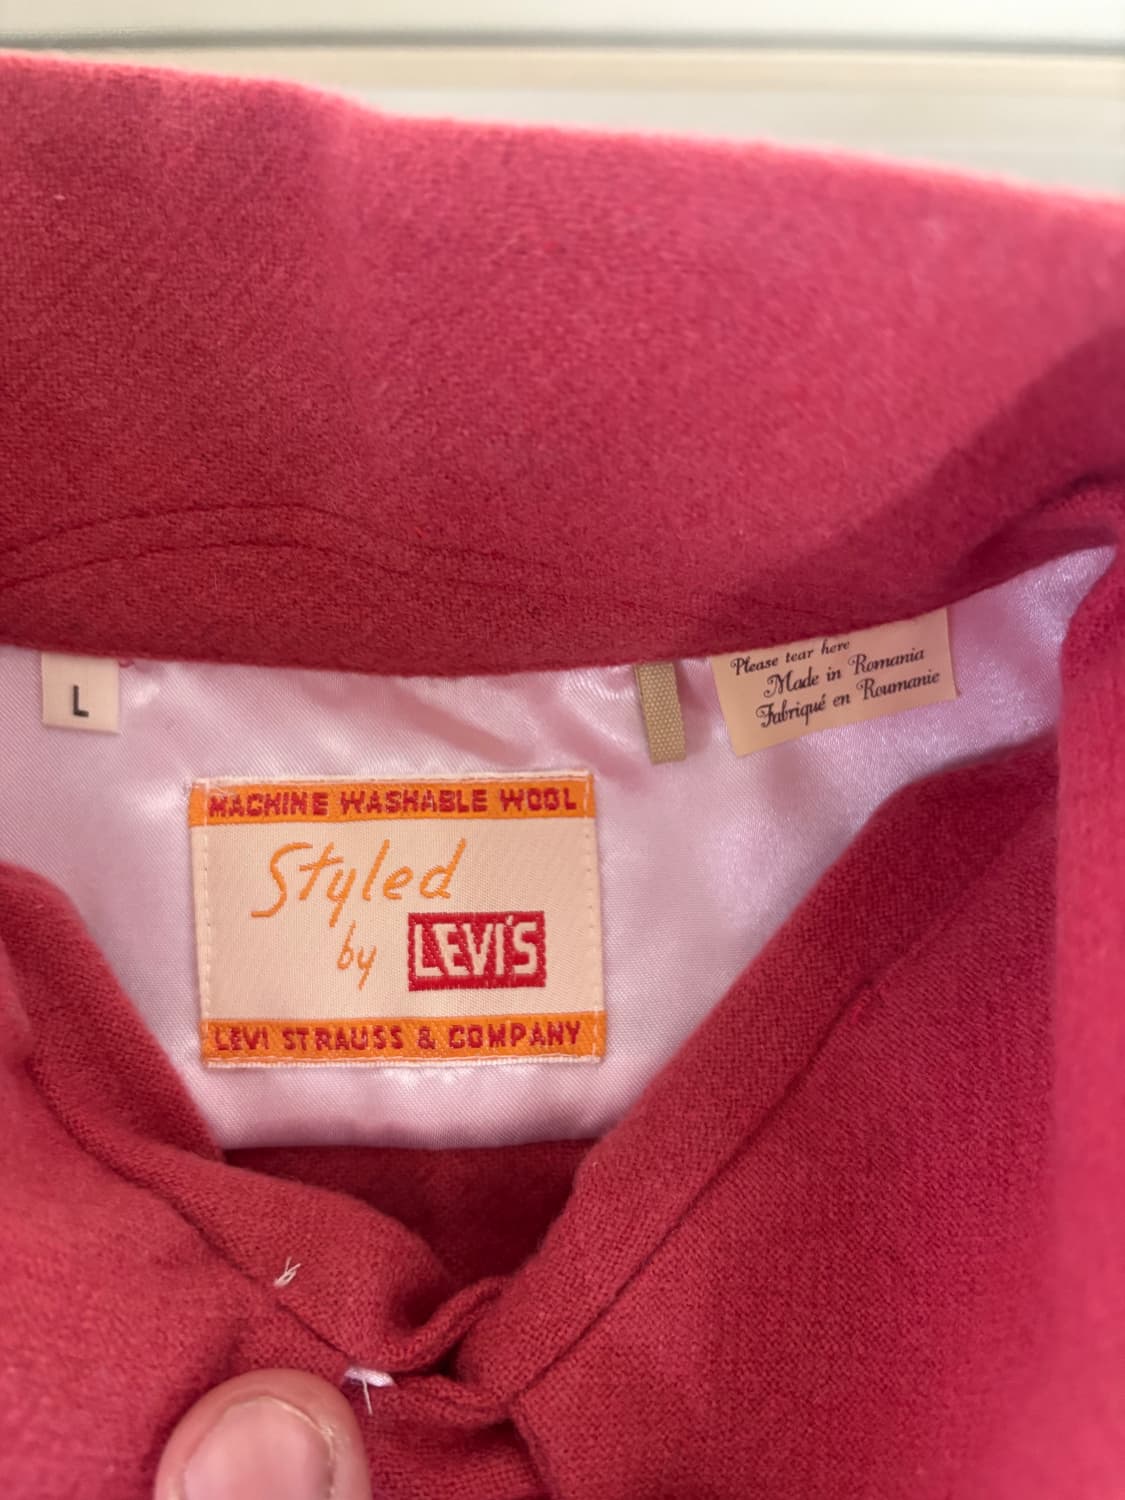 Please tear here
Made in Romania
Fabriqué en Roumanie
L
MACHINE WASHABLE WOOL
Styled
by LEVI'S
LEVI STRAUSS & COMPANY